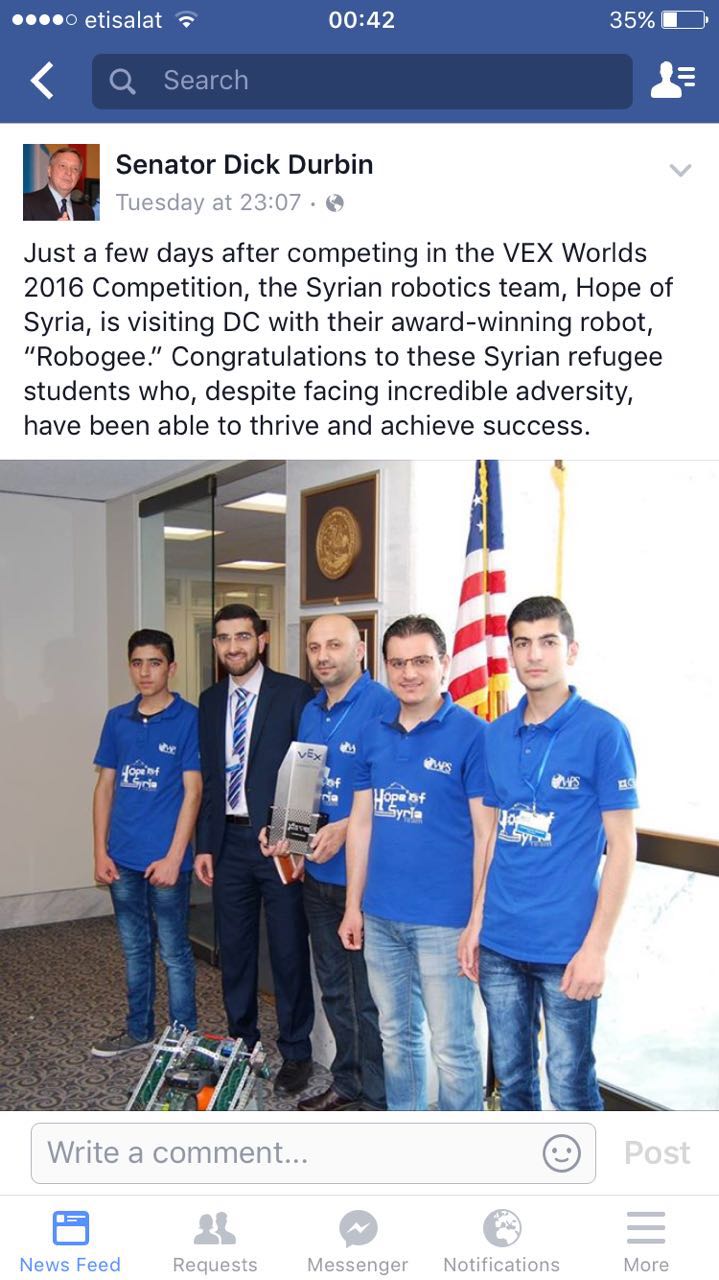 etisalat 00:42 35%
Search
Senator Dick Durbin
Tuesday at 23:07 ·
Just a few days after competing in the VEX Worlds
2016 Competition, the Syrian robotics team, Hope of
Syria, is visiting DC with their award-winning robot,
“Robogee.” Congratulations to these Syrian refugee
students who, despite facing incredible adversity,
have been able to thrive and achieve success.
VEX
MAPS
Hope of
Syria
TEAM
Write a comment...
Post
News Feed Requests Messenger Notifications More